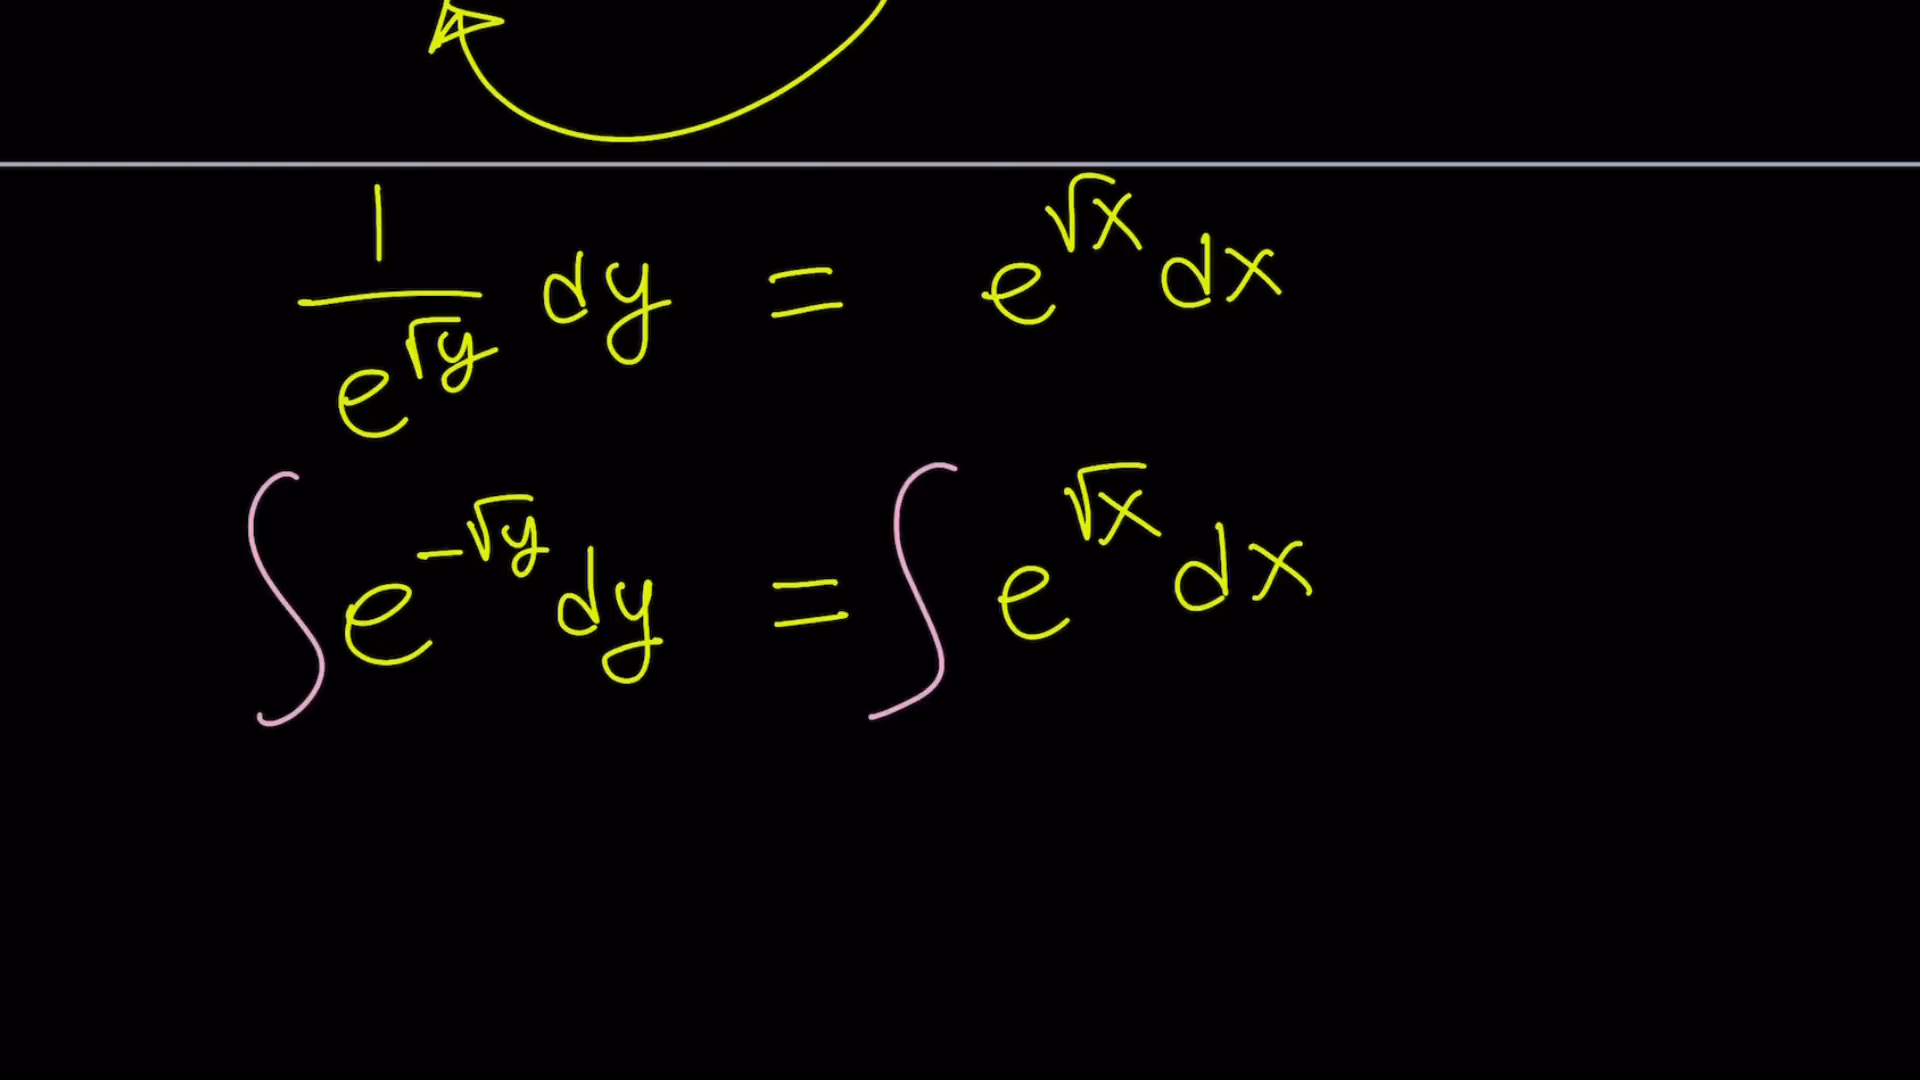 1/e^√y dy = e^√x dx
∫ e^-√y dy = ∫ e^√x dx